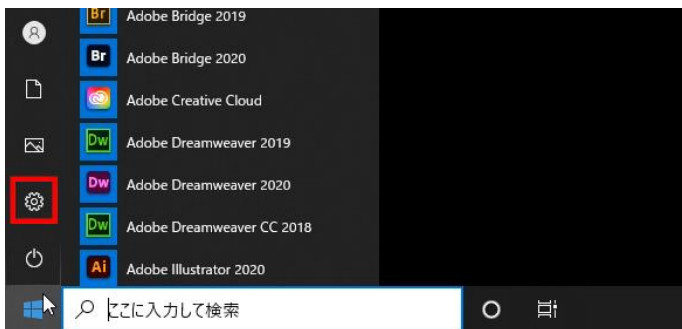 Br Adobe Bridge 2019
Br Adobe Bridge 2020
Adobe Creative Cloud
Dw Adobe Dreamweaver 2019
Dw Adobe Dreamweaver 2020
Dw Adobe Dreamweaver CC 2018
Ai Adobe Illustrator 2020
ここに入力して検索